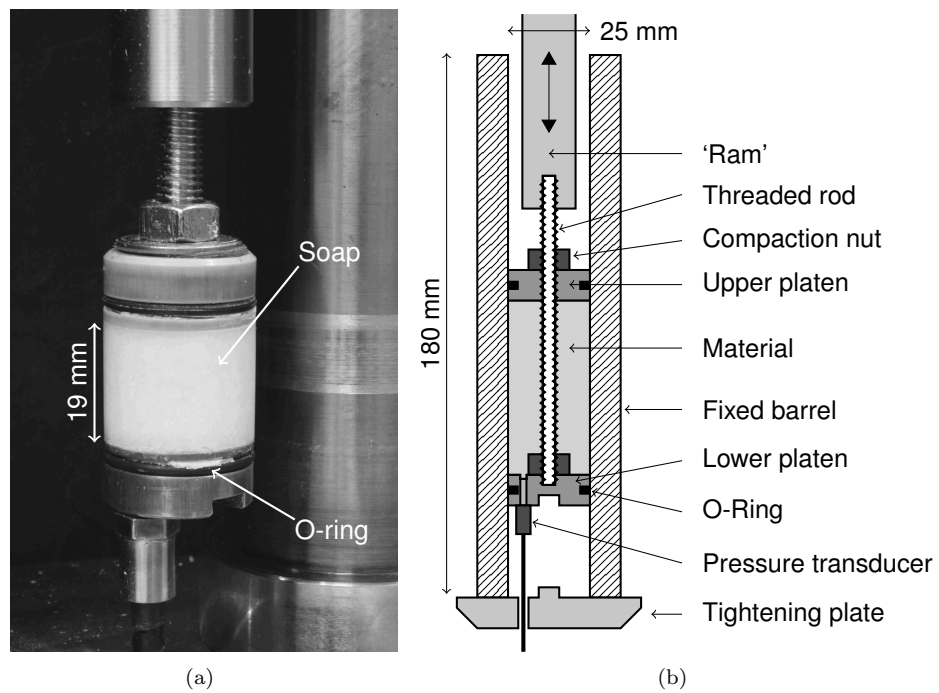 Soap
19 mm
O-ring
(a)
25 mm
180 mm
‘Ram’
Threaded rod
Compaction nut
Upper platen
Material
Fixed barrel
Lower platen
O-Ring
Pressure transducer
Tightening plate
(b)